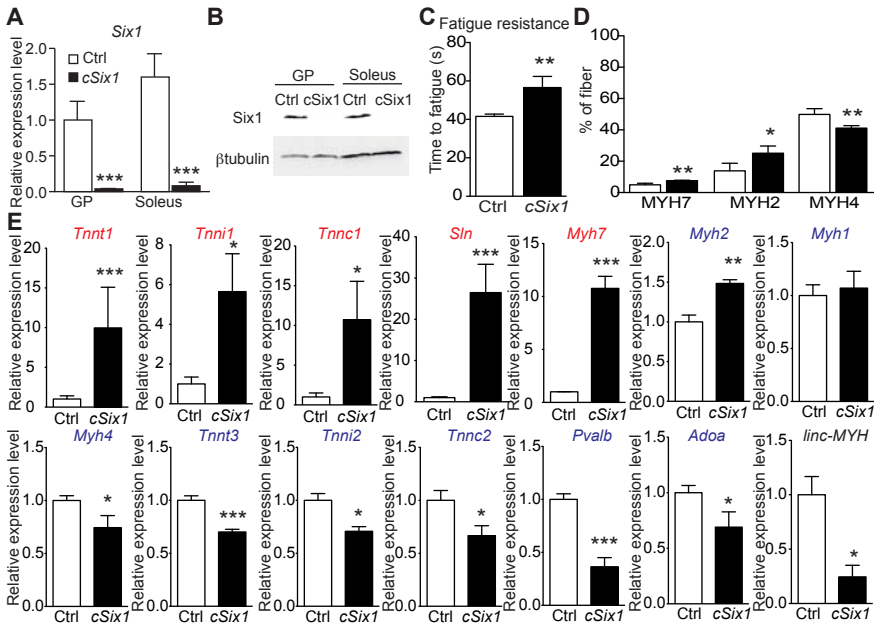 A
Six1
Relative expression level
2.0
1.5
1.0
0.5
0.0
Ctrl
cSix1
***
***
GP
Soleus
B
GP
Soleus
Ctrl cSix1 Ctrl cSix1
Six1
βtubulin
C
Fatigue resistance
Time to fatigue (s)
80
60
40
20
0
**
Ctrl
cSix1
D
% of fiber
100
80
60
40
20
0
**
*
**
MYH7
MYH2
MYH4
E
Tnnt1
Relative expression level
20
15
10
5
0
***
Ctrl cSix1
Tnni1
Relative expression level
8
6
4
2
0
*
Ctrl cSix1
Tnnc1
Relative expression level
20
15
10
5
0
*
Ctrl cSix1
Sln
Relative expression level
40
30
20
10
0
***
Ctrl cSix1
Myh7
Relative expression level
15
10
5
0
***
Ctrl cSix1
Myh2
Relative expression level
2.0
1.5
1.0
0.5
0.0
**
Ctrl cSix1
Myh1
Relative expression level
1.5
1.0
0.5
0.0
Ctrl cSix1
Myh4
Relative expression level
1.5
1.0
0.5
0.0
*
Ctrl cSix1
Tnnt3
Relative expression level
1.5
1.0
0.5
0.0
***
Ctrl cSix1
Tnni2
Relative expression level
1.5
1.0
0.5
0.0
*
Ctrl cSix1
Tnnc2
Relative expression level
1.5
1.0
0.5
0.0
*
Ctrl cSix1
Pvalb
Relative expression level
1.5
1.0
0.5
0.0
***
Ctrl cSix1
Adoa
Relative expression level
1.5
1.0
0.5
0.0
*
Ctrl cSix1
linc-MYH
Relative expression level
1.5
1.0
0.5
0.0
*
Ctrl cSix1